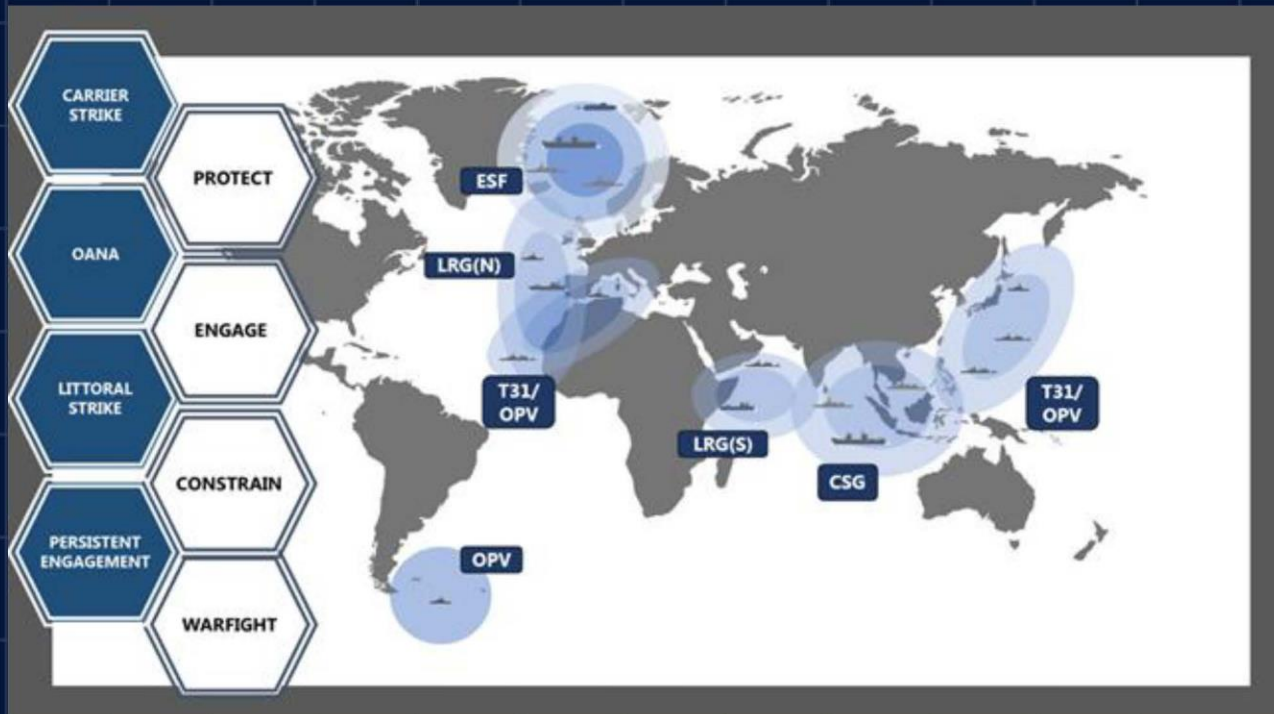 CARRIER
STRIKE
PROTECT
OANA
ENGAGE
LITTORAL
STRIKE
CONSTRAIN
PERSISTENT
ENGAGEMENT
WARFIGHT
ESF
LRG(N)
T31/
OPV
LRG(S)
CSG
T31/
OPV
OPV